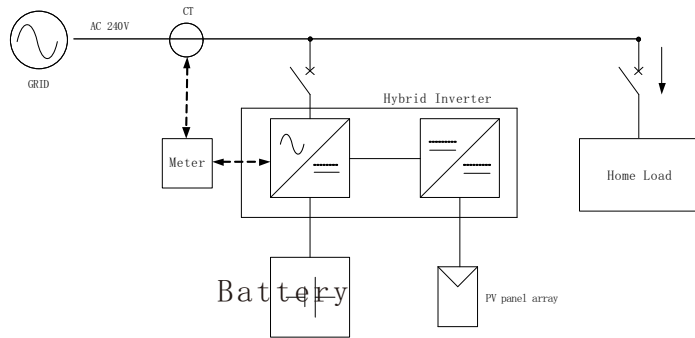 CT
AC 240V
GRID
Hybrid Inverter
Meter
Home Load
Battery
PV panel array